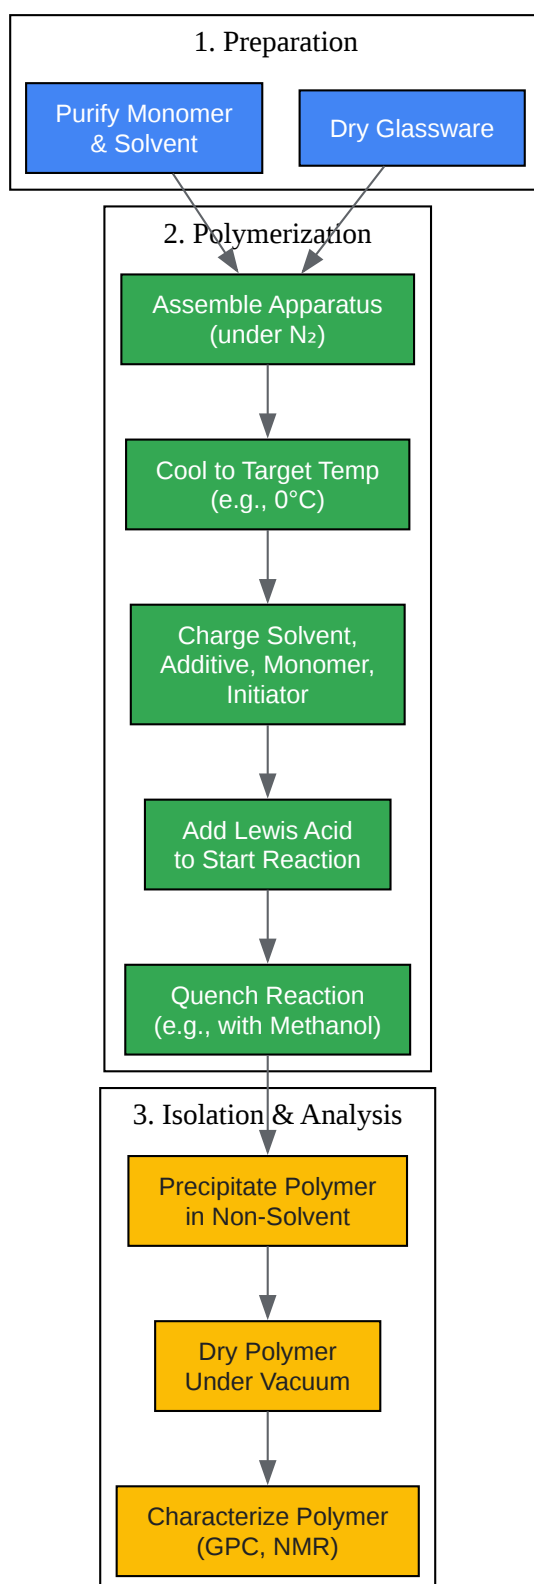 1. Preparation
Purify Monomer
& Solvent
Dry Glassware
2. Polymerization
Assemble Apparatus
(under N₂)
Cool to Target Temp
(e.g., 0°C)
Charge Solvent,
Additive, Monomer,
Initiator
Add Lewis Acid
to Start Reaction
Quench Reaction
(e.g., with Methanol)
3. Isolation & Analysis
Precipitate Polymer
in Non-Solvent
Dry Polymer
Under Vacuum
Characterize Polymer
(GPC, NMR)